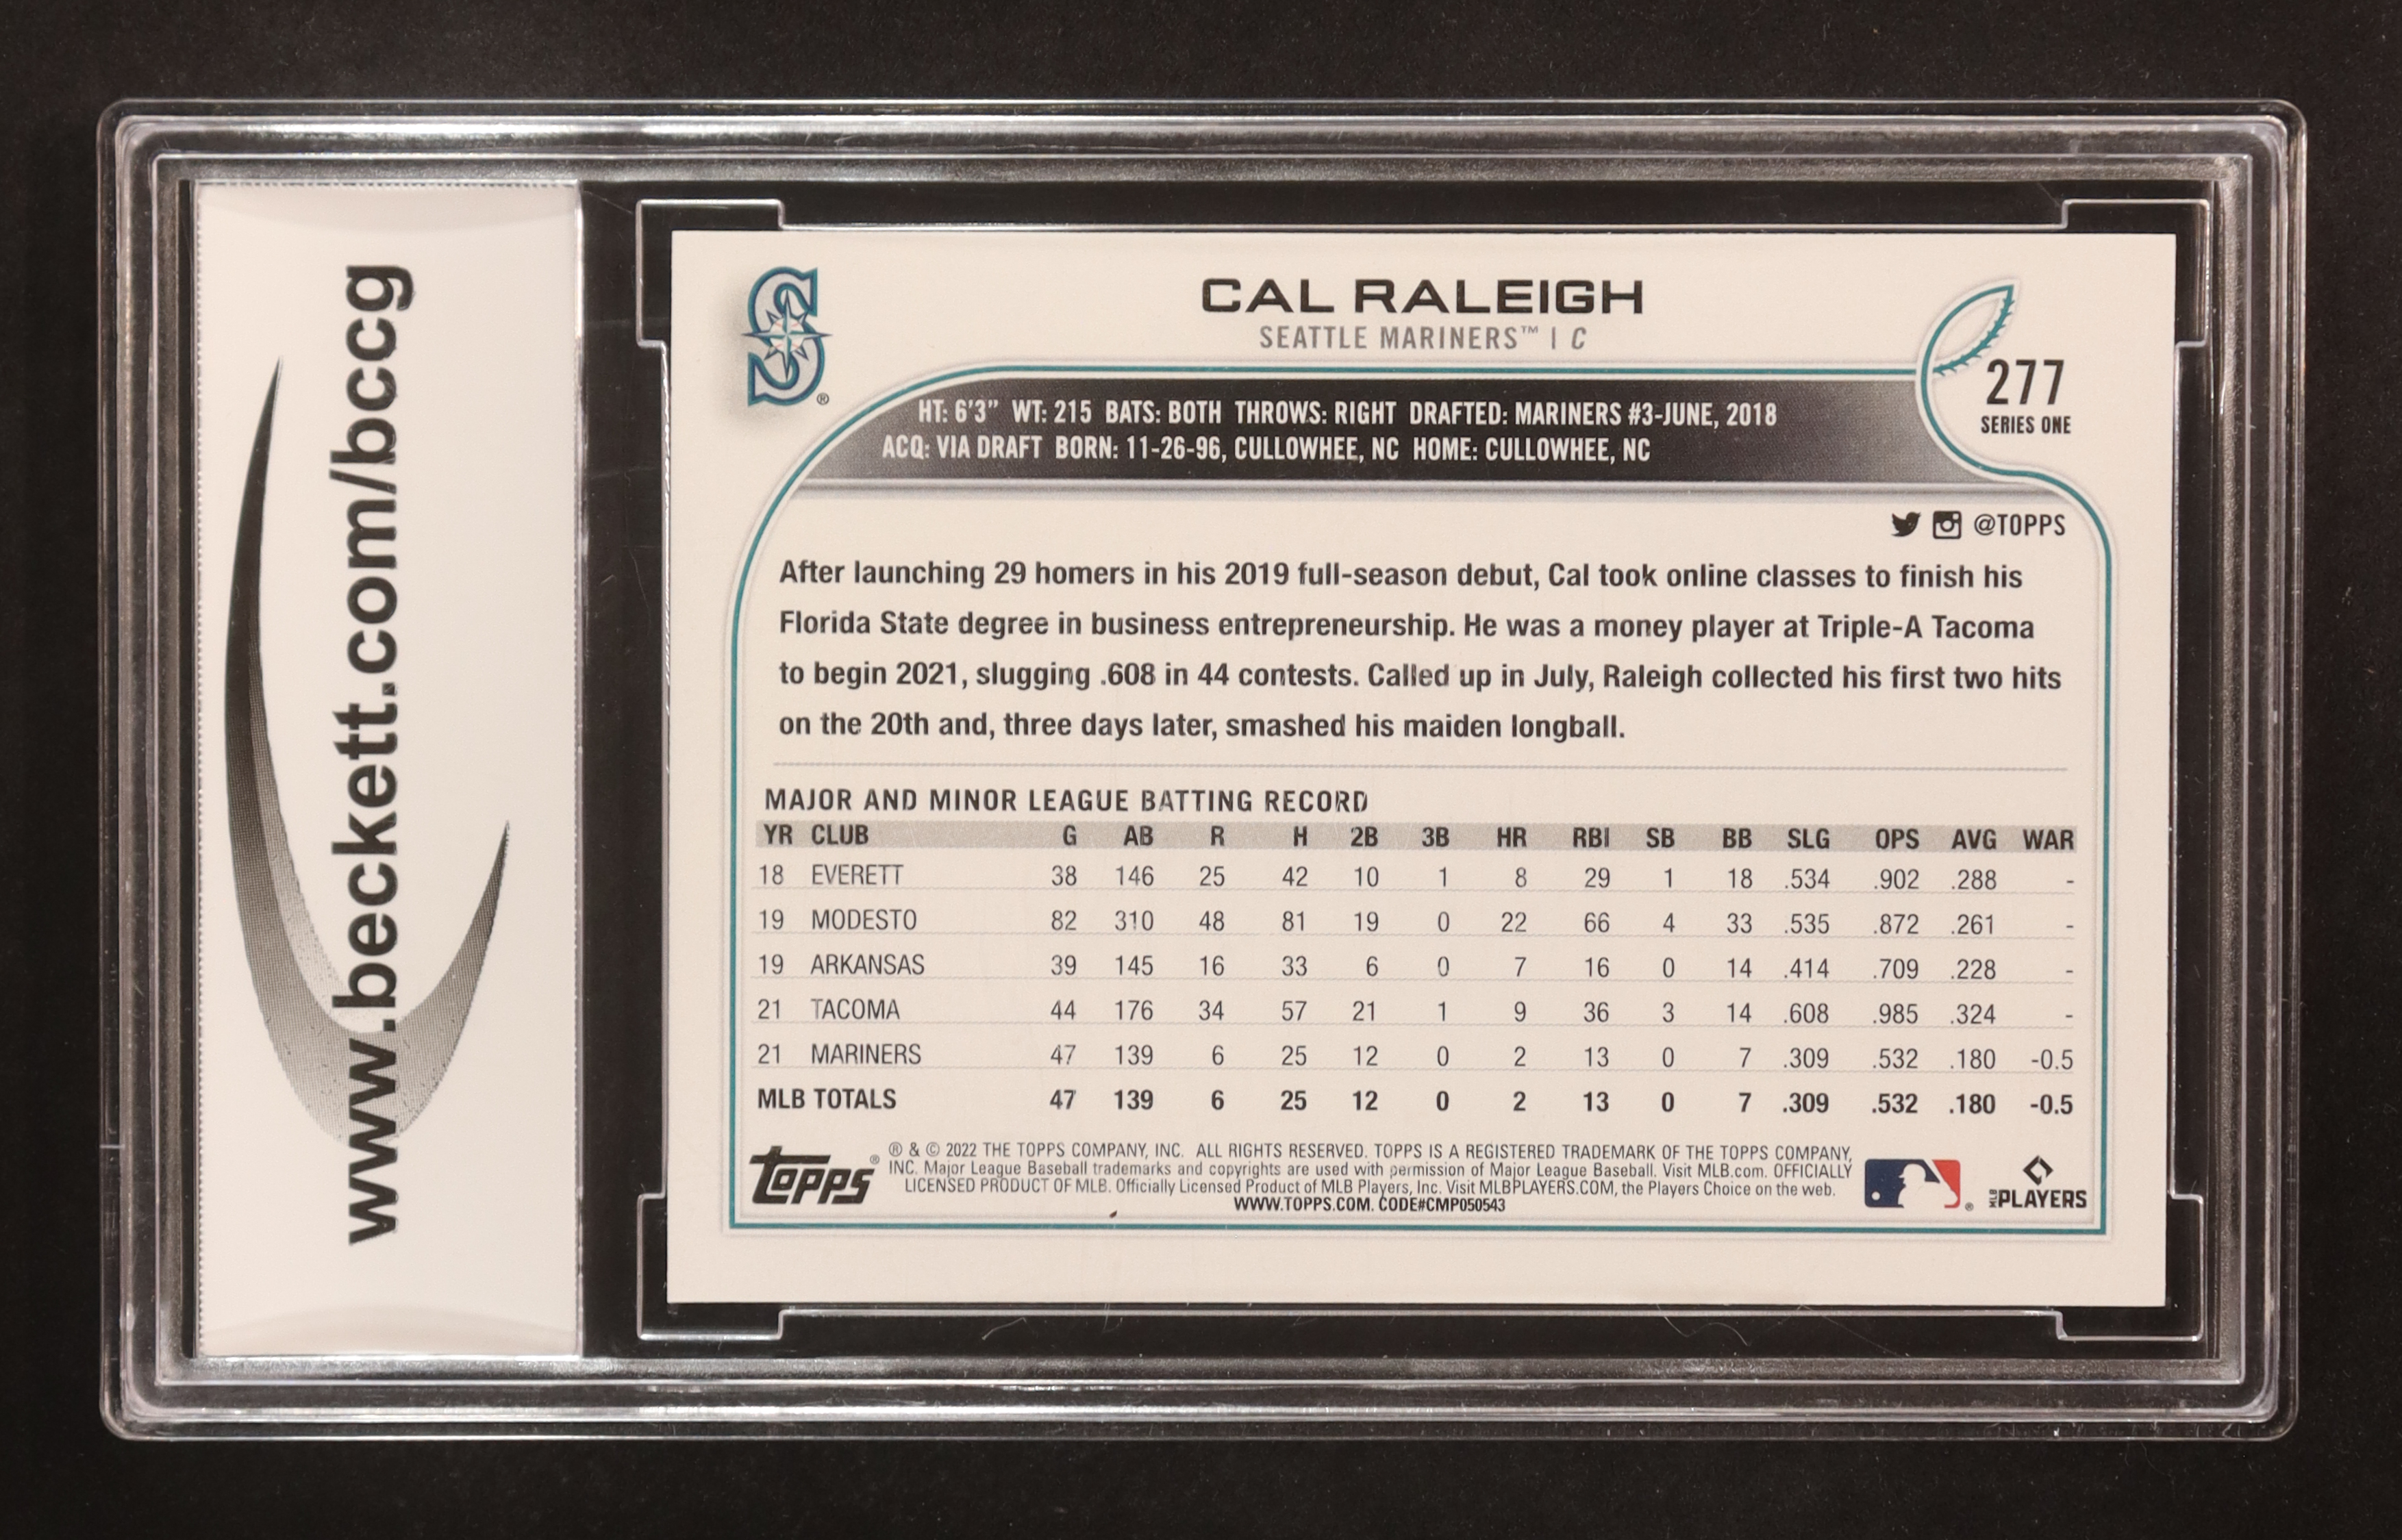 www.beckett.com/bccg
S
®
CAL RALEIGH
SEATTLE MARINERS™ | C
277
SERIES ONE
HT: 6'3" WT: 215 BATS: BOTH THROWS: RIGHT DRAFTED: MARINERS #3-JUNE, 2018
ACQ: VIA DRAFT BORN: 11-26-96, CULLOWHEE, NC HOME: CULLOWHEE, NC
@TOPPS
After launching 29 homers in his 2019 full-season debut, Cal took online classes to finish his
Florida State degree in business entrepreneurship. He was a money player at Triple-A Tacoma
to begin 2021, slugging .608 in 44 contests. Called up in July, Raleigh collected his first two hits
on the 20th and, three days later, smashed his maiden longball.
MAJOR AND MINOR LEAGUE BATTING RECORD
YR CLUB G AB R H 2B 3B HR RBI SB BB SLG OPS AVG WAR
18 EVERETT 38 146 25 42 10 1 8 29 1 18 .534 .902 .288 -
19 MODESTO 82 310 48 81 19 0 22 66 4 33 .535 .872 .261 -
19 ARKANSAS 39 145 16 33 6 0 7 16 0 14 .414 .709 .228 -
21 TACOMA 44 176 34 57 21 1 9 36 3 14 .608 .985 .324 -
21 MARINERS 47 139 6 25 12 0 2 13 0 7 .309 .532 .180 -0.5
MLB TOTALS 47 139 6 25 12 0 2 13 0 7 .309 .532 .180 -0.5
TOPPS®
® & © 2022 THE TOPPS COMPANY, INC. ALL RIGHTS RESERVED. TOPPS IS A REGISTERED TRADEMARK OF THE TOPPS COMPANY,
INC. Major League Baseball trademarks and copyrights are used with permission of Major League Baseball. Visit MLB.com. OFFICIALLY
LICENSED PRODUCT OF MLB. Officially Licensed Product of MLB Players, Inc. Visit MLBPLAYERS.COM, the Players Choice on the web.
WWW.TOPPS.COM. CODE#CMP050543
®
MLB PLAYERS